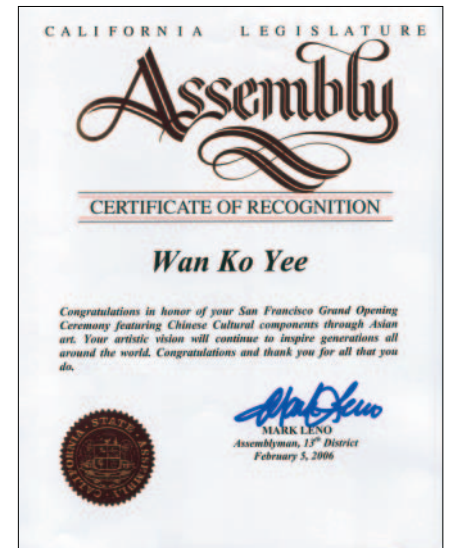 CALIFORNIA LEGISLATURE
Assembly
CERTIFICATE OF RECOGNITION
Wan Ko Yee
Congratulations in honor of your San Francisco Grand Opening
Ceremony featuring Chinese Cultural components through Asian
art. Your artistic vision will continue to inspire generations all
around the world. Congratulations and thank you for all that you
do.
Mark Leno
MARK LENO
Assemblyman, 13th District
February 5, 2006
CALIFORNIA STATE ASSEMBLY